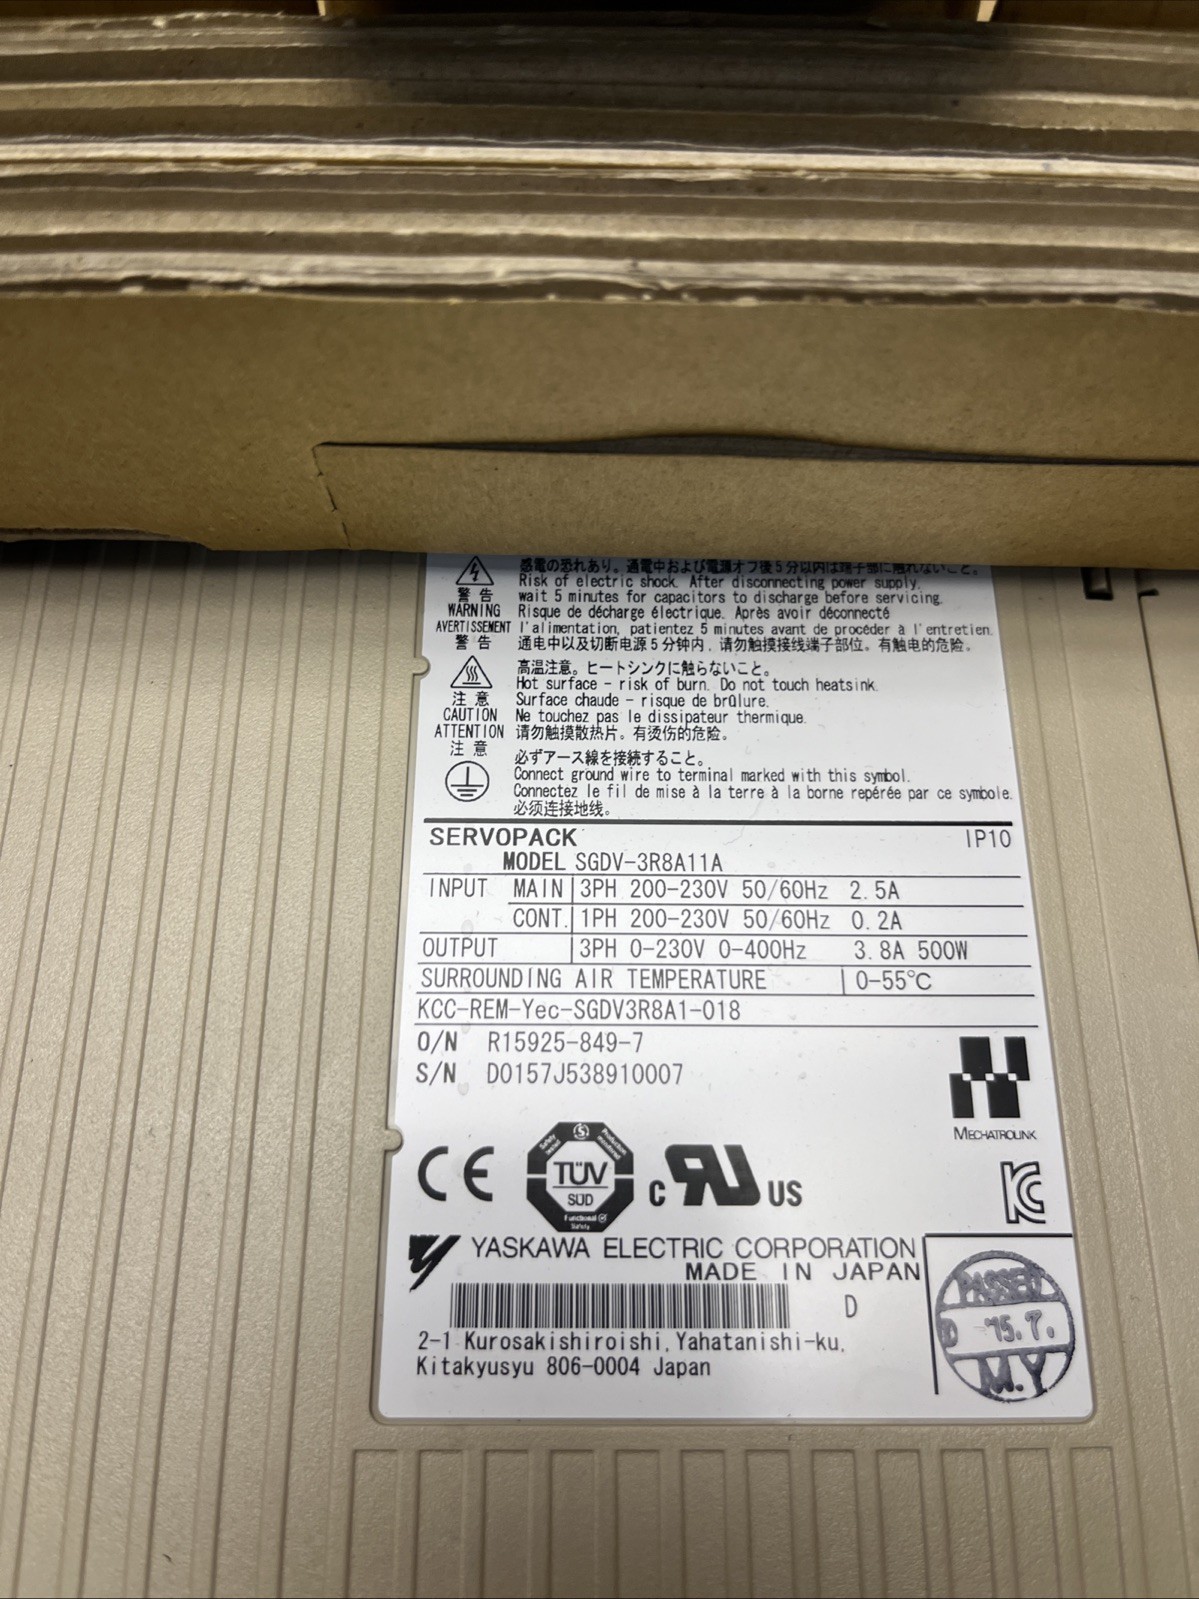 感電の恐れあり。通電中および電源オフ後5分以内は端子部に触れないこと。
Risk of electric shock. After disconnecting power supply,
警告 wait 5 minutes for capacitors to discharge before servicing.
WARNING Risque de décharge électrique. Après avoir déconnecté
AVERTISSEMENT l'alimentation, patientez 5 minutes avant de procéder à l'entretien.
警告 通电中以及切断电源5分钟内，请勿触摸接线端子部位。有触电的危险。
高温注意。ヒートシンクに触らないこと。
Hot surface - risk of burn. Do not touch heatsink.
注意 Surface chaude - risque de brûlure.
CAUTION Ne touchez pas le dissipateur thermique.
ATTENTION 请勿触摸散热片。有烫伤的危险。
注意
必ずアース線を接続すること。
Connect ground wire to terminal marked with this symbol.
Connectez le fil de mise à la terre à la borne repérée par ce symbole.
必须连接地线。
SERVOPACK IP10
MODEL SGDV-3R8A11A
INPUT MAIN 3PH 200-230V 50/60Hz 2.5A
CONT. 1PH 200-230V 50/60Hz 0.2A
OUTPUT 3PH 0-230V 0-400Hz 3.8A 500W
SURROUNDING AIR TEMPERATURE 0-55℃
KCC-REM-Yec-SGDV3R8A1-018
O/N R15925-849-7
S/N D0157J538910007
MECHATROLINK
CE TÜV SÜD Functional Safety c RU US KC
YASKAWA ELECTRIC CORPORATION
MADE IN JAPAN
D
2-1 Kurosakishiroishi, Yahatanishi-ku,
Kitakyusyu 806-0004 Japan
PASSED
D '15.7.
M.Y